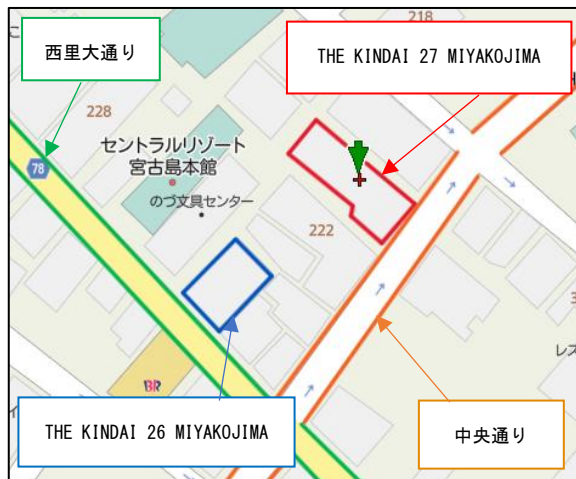 西里大通り
THE KINDAI 27 MIYAKOJIMA
218
228
78
セントラルリゾート
宮古島本館
のづ文具センター
222
レス
BR
THE KINDAI 26 MIYAKOJIMA
中央通り